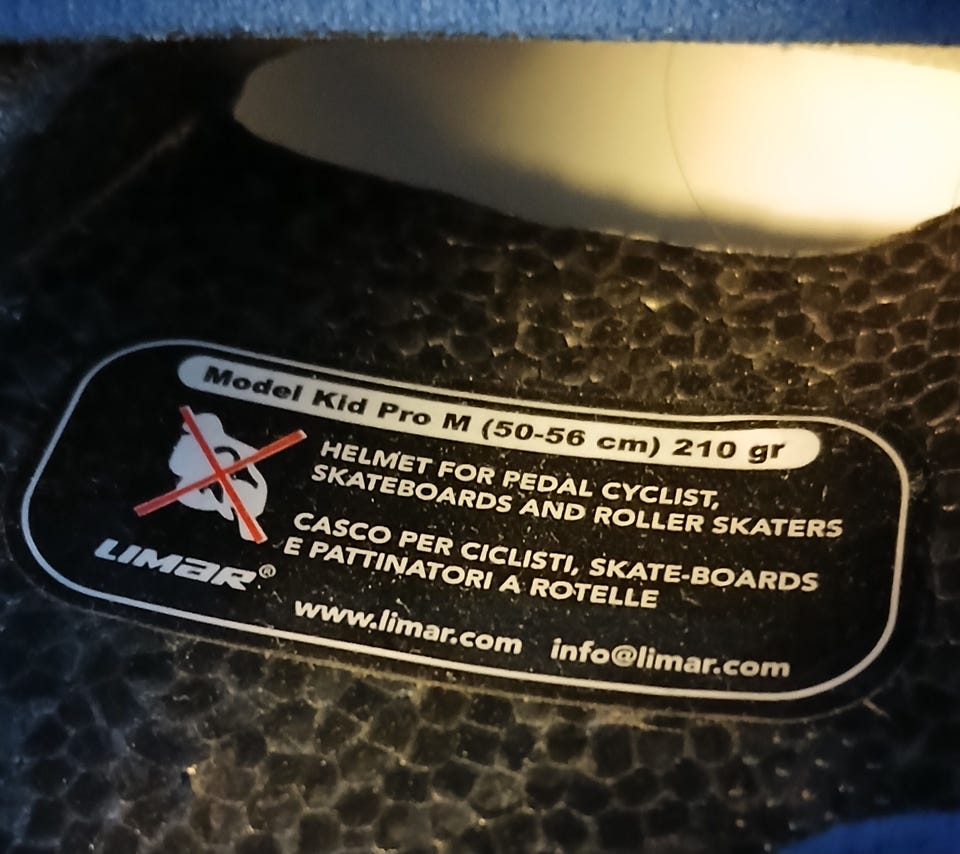 Model Kid Pro M (50-56 cm) 210 gr
HELMET FOR PEDAL CYCLIST,
SKATEBOARDS AND ROLLER SKATERS
CASCO PER CICLISTI, SKATE-BOARDS
E PATTINATORI A ROTELLE
LIMAR®
www.limar.com info@limar.com